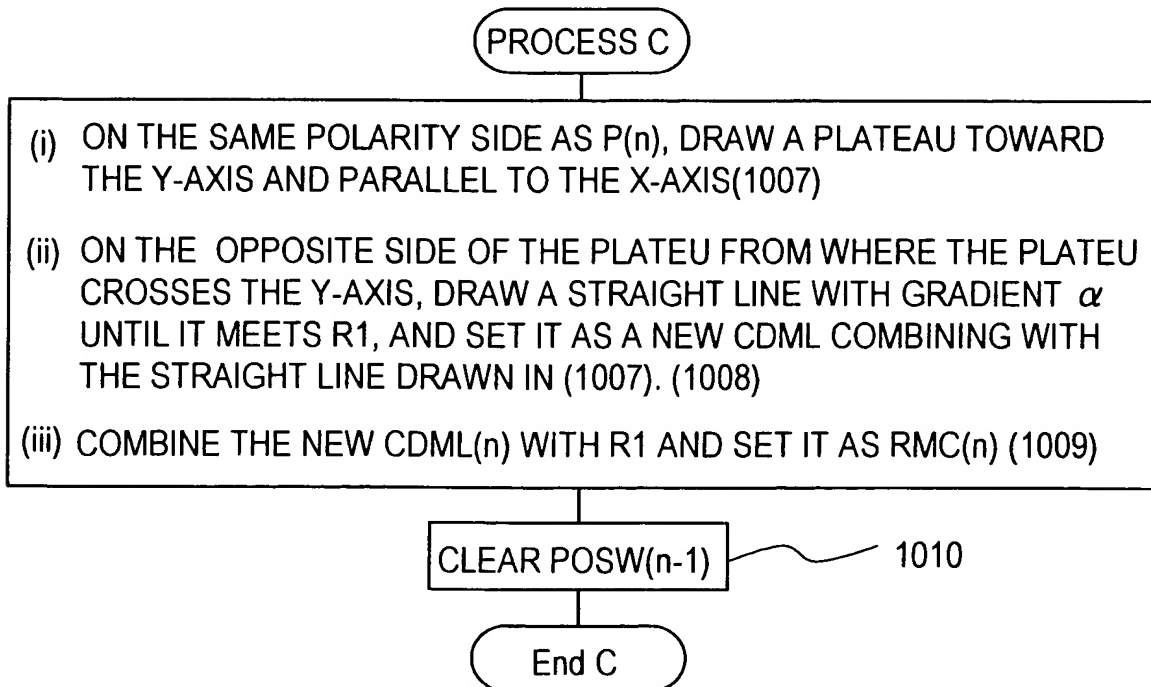 PROCESS C
(i) ON THE SAME POLARITY SIDE AS P(n), DRAW A PLATEAU TOWARD
THE Y-AXIS AND PARALLEL TO THE X-AXIS(1007)
(ii) ON THE OPPOSITE SIDE OF THE PLATEU FROM WHERE THE PLATEU
CROSSES THE Y-AXIS, DRAW A STRAIGHT LINE WITH GRADIENT α
UNTIL IT MEETS R1, AND SET IT AS A NEW CDML COMBINING WITH
THE STRAIGHT LINE DRAWN IN (1007). (1008)
(iii) COMBINE THE NEW CDML(n) WITH R1 AND SET IT AS RMC(n) (1009)
CLEAR POSW(n-1) 1010
End C